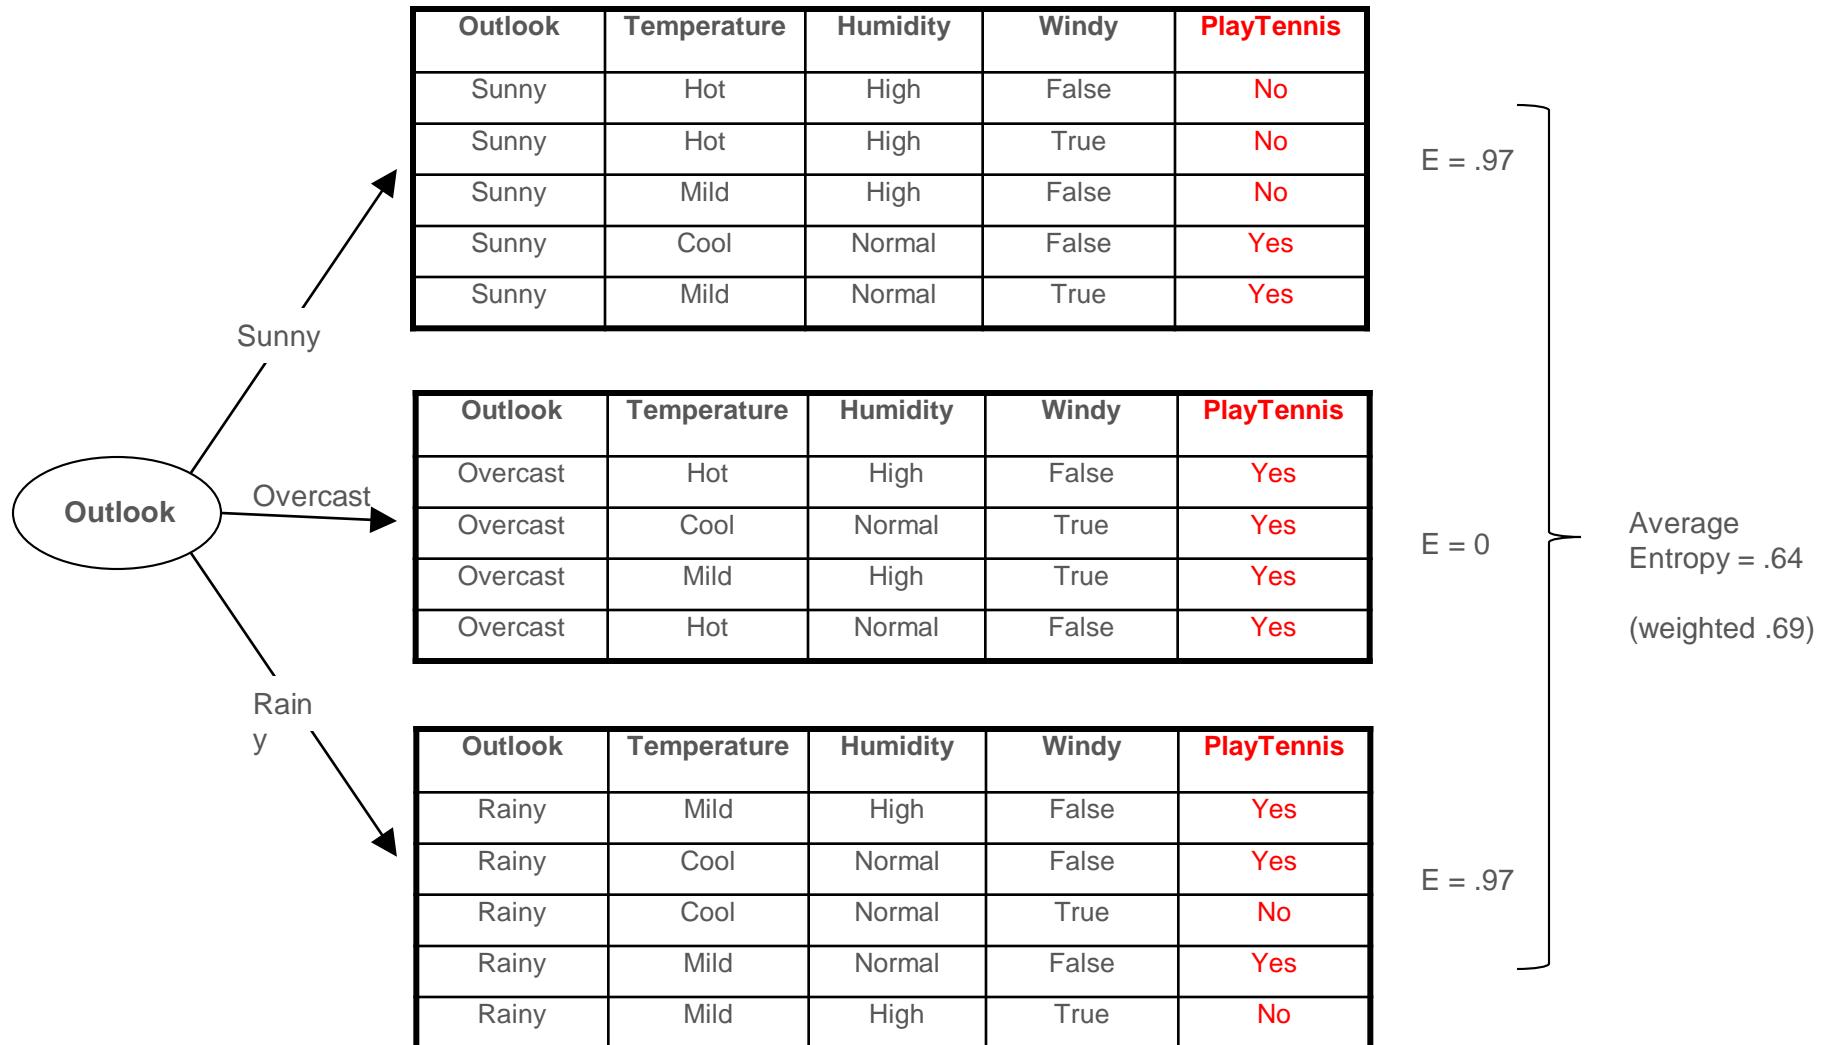 Outlook Temperature Humidity Windy PlayTennis
Sunny Hot High False No
Sunny Hot High True No
Sunny Mild High False No
Sunny Cool Normal False Yes
Sunny Mild Normal True Yes
E = .97
Sunny
Outlook Temperature Humidity Windy PlayTennis
Overcast Hot High False Yes
Overcast Cool Normal True Yes
Overcast Mild High True Yes
Overcast Hot Normal False Yes
Outlook
Overcast
E = 0
Average
Entropy = .64
(weighted .69)
Rain
y
Outlook Temperature Humidity Windy PlayTennis
Rainy Mild High False Yes
Rainy Cool Normal False Yes
Rainy Cool Normal True No
Rainy Mild Normal False Yes
Rainy Mild High True No
E = .97